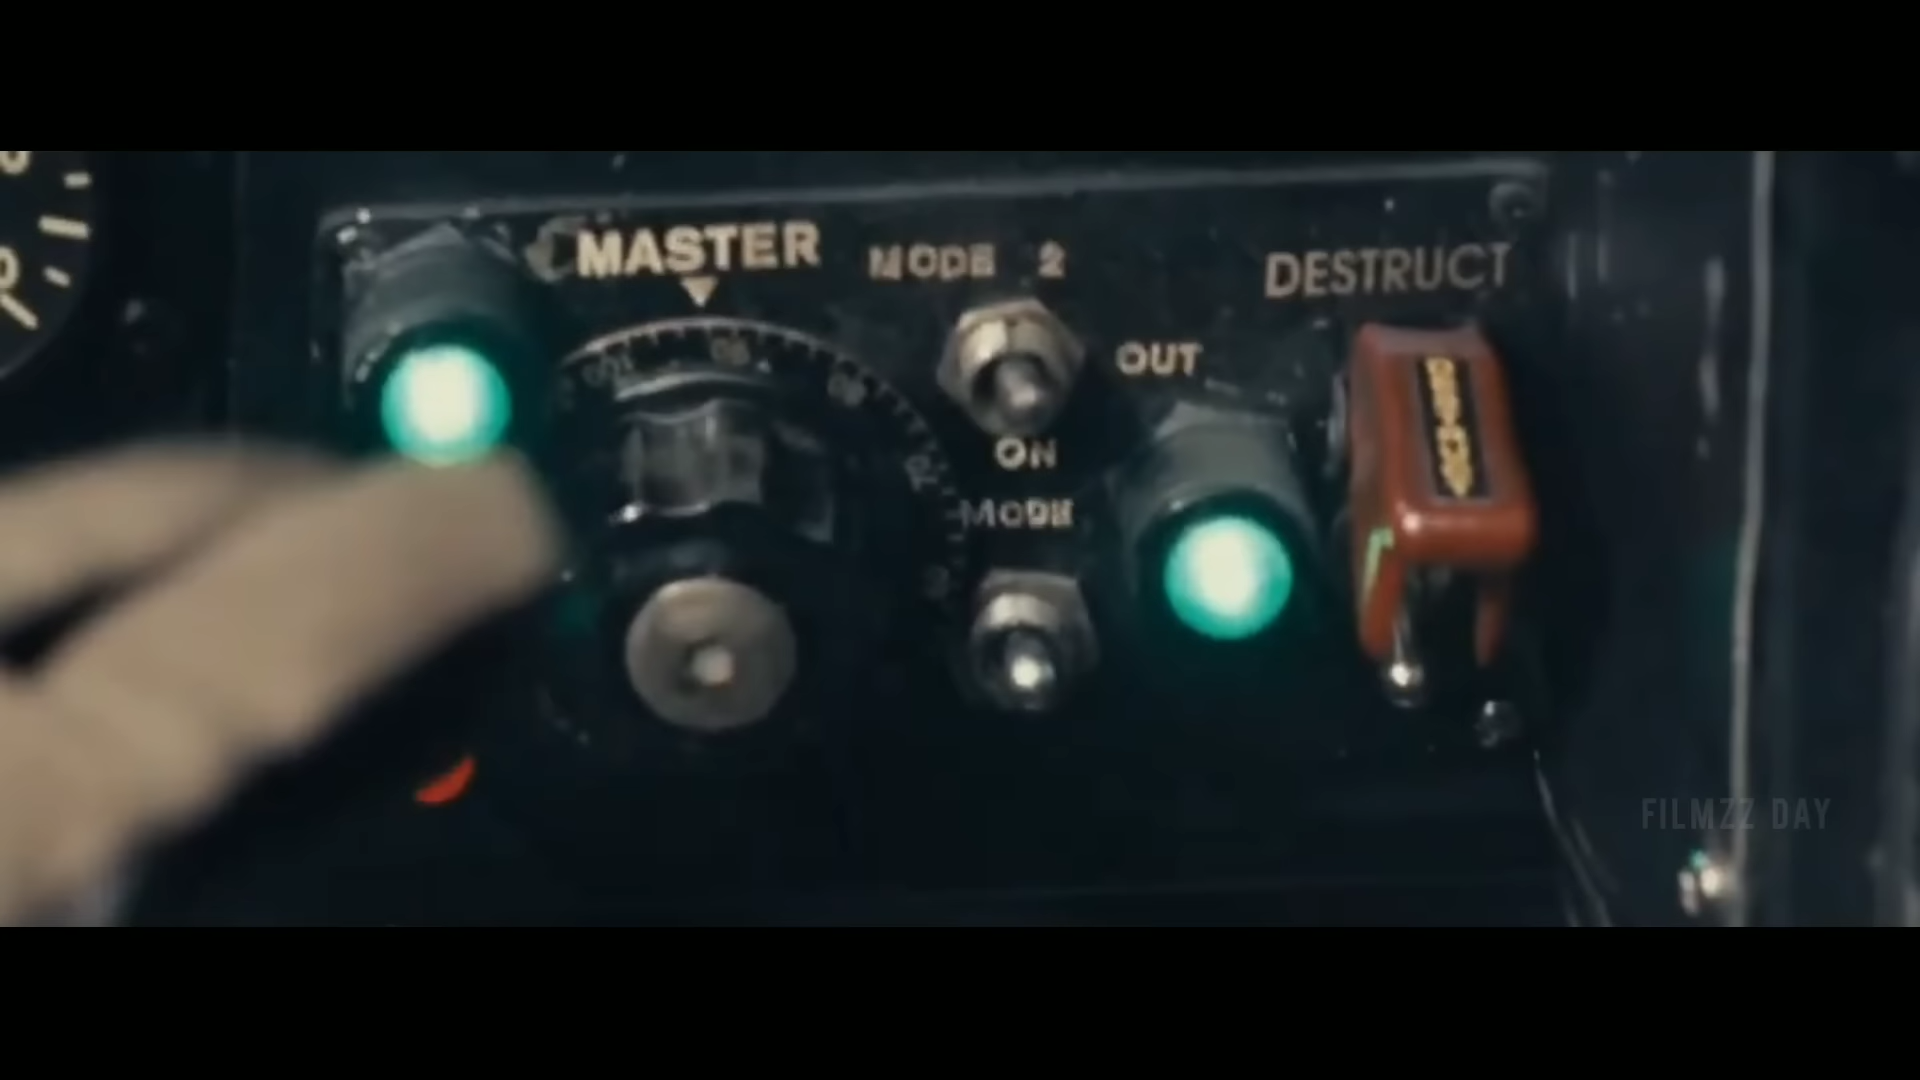 MASTER
MODE 2
DESTRUCT
OUT
ON
MODE
FILMZZ DAY